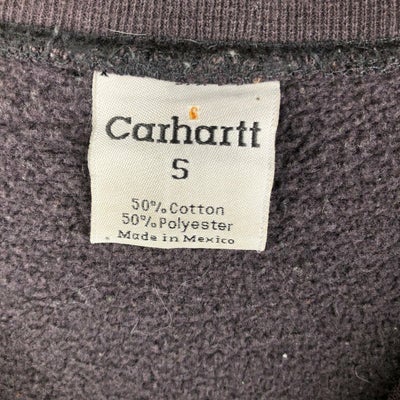 Carhartt
S
50% Cotton
50% Polyester
Made in Mexico